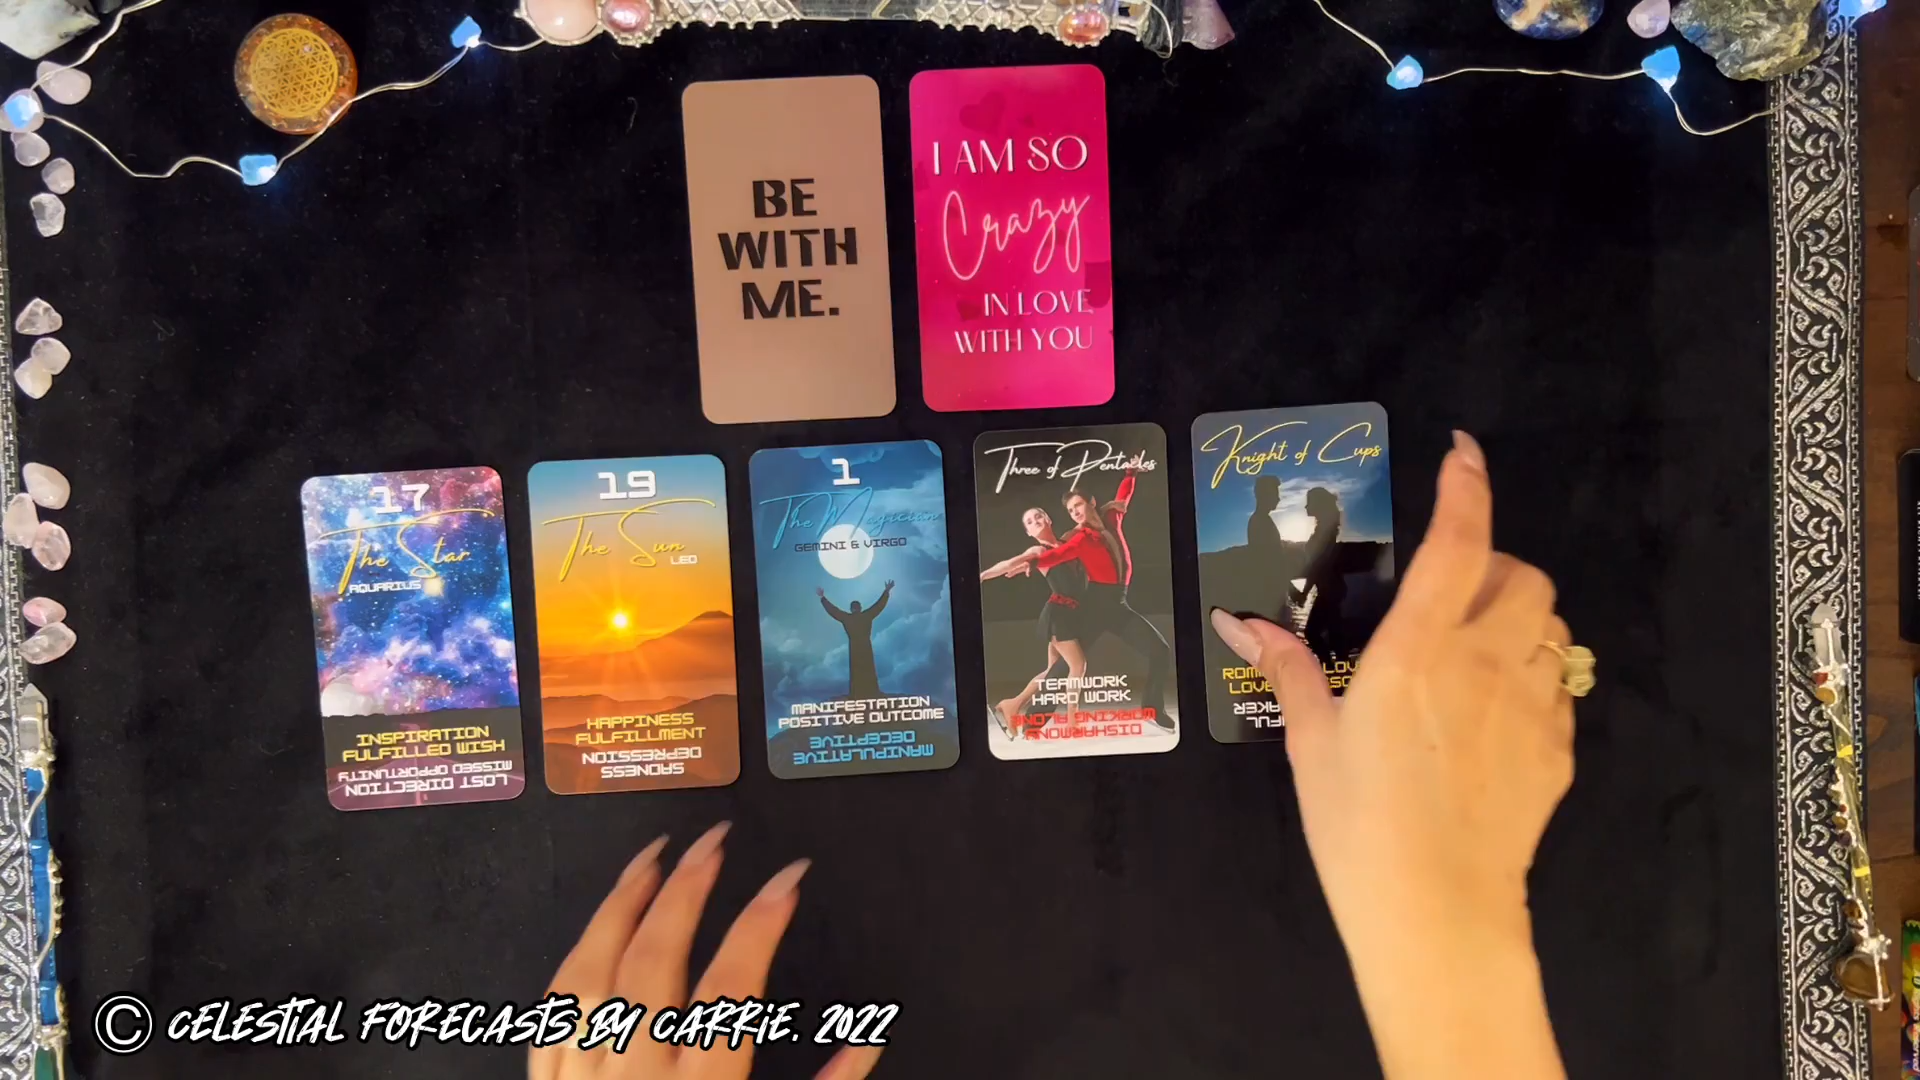 BE
WITH
ME.
I AM SO
Crazy
IN LOVE
WITH YOU
17
The Star
AQUARIUS
INSPIRATION
FULFILLED WISH
MISSED OPPORTUNITY
LOST DIRECTION
19
The Sun
LEO
HAPPINESS
FULFILLMENT
DEPRESSION
SADNESS
1
The Magician
GEMINI & VIRGO
MANIFESTATION
POSITIVE OUTCOME
DECEPTIVE
MANIPULATIVE
Three of Pentacles
TEAMWORK
HARD WORK
WORKING ALONE
DISHARMONY
Knight of Cups
© CELESTIAL FORECASTS BY CARRIE. 2022